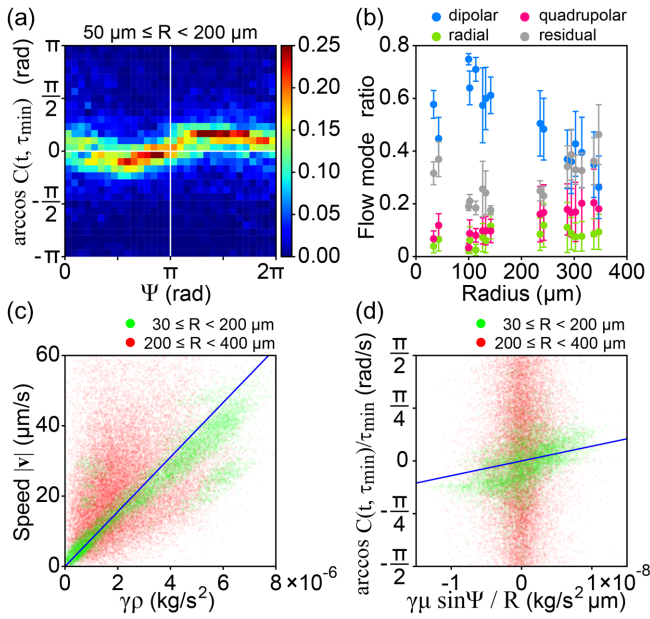 (a) 50 μm ≤ R < 200 μm
arccos C(t, τmin) (rad)
π
π/2
0
-π/2
-π
0 π 2π
Ψ (rad)
0.25
0.20
0.15
0.10
0.05
0.00
(b)
dipolar quadrupolar
radial residual
Flow mode ratio
0.8
0.6
0.4
0.2
0
0 100 200 300 400
Radius (μm)
(c)
30 ≤ R < 200 μm
200 ≤ R < 400 μm
Speed |v| (μm/s)
60
40
20
0
0 2 4 6 8 ×10⁻⁶
γρ (kg/s²)
(d)
30 ≤ R < 200 μm
200 ≤ R < 400 μm
arccos C(t, τmin)/τmin (rad/s)
π/2
π/4
0
-π/4
-π/2
-1 0 1×10⁻⁸
γμ sinΨ / R (kg/s² μm)